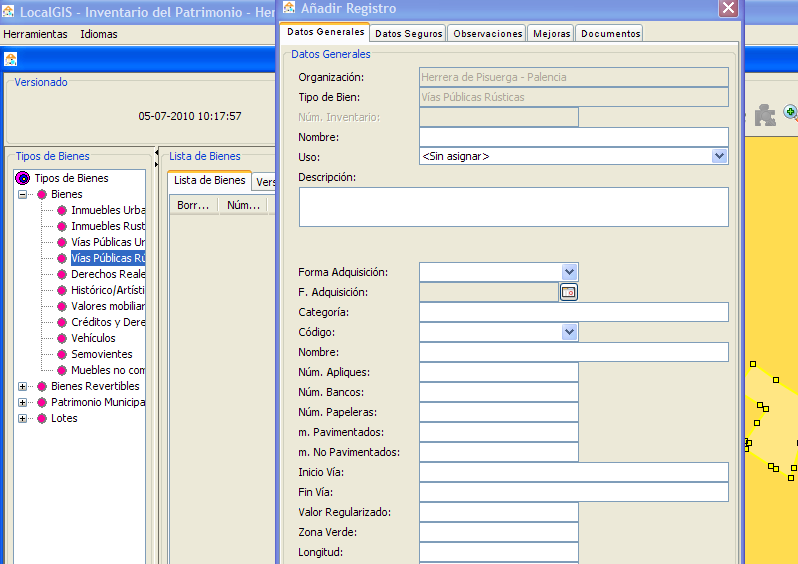 LocalGIS - Inventario del Patrimonio - Her
Herramientas Idiomas
Versionado
05-07-2010 10:17:57
Tipos de Bienes
Tipos de Bienes
Bienes
Inmuebles Urba
Inmuebles Rust
Vías Públicas Ur
Vías Públicas Rú
Derechos Reale
Histórico/Artísti
Valores mobiliar
Créditos y Dere
Vehículos
Semovientes
Muebles no com
Bienes Revertibles
Patrimonio Municipa
Lotes
Lista de Bienes
Lista de Bienes Vers
Borr... Núm...
Añadir Registro
Datos Generales Datos Seguros Observaciones Mejoras Documentos
Datos Generales
Organización: Herrera de Pisuerga - Palencia
Tipo de Bien: Vías Públicas Rústicas
Núm. Inventario:
Nombre:
Uso: <Sin asignar>
Descripción:
Forma Adquisición:
F. Adquisición:
Categoría:
Código:
Nombre:
Núm. Apliques:
Núm. Bancos:
Núm. Papeleras:
m. Pavimentados:
m. No Pavimentados:
Inicio Vía:
Fin Vía:
Valor Regularizado:
Zona Verde:
Longitud: